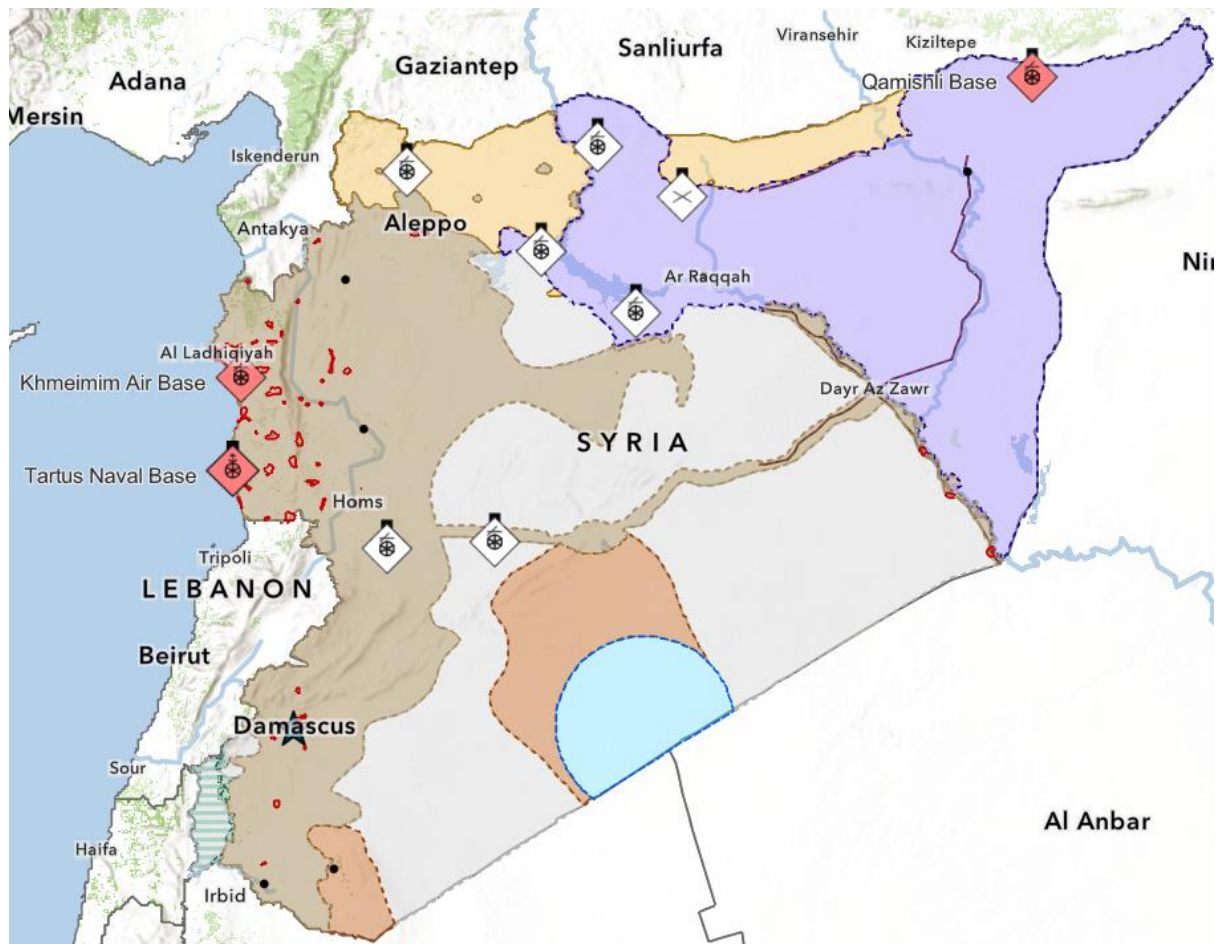 Viransehir
Kiziltepe
Sanliurfa
Gaziantep
Adana
Qamishli Base
Mersin
Iskenderun
Aleppo
Antakya
Nin
Ar Raqqah
Al Ladhiqiyah
Khmeimim Air Base
Dayr Az Zawr
SYRIA
Tartus Naval Base
Homs
Tripoli
LEBANON
Beirut
Damascus
Sour
Al Anbar
Haifa
Irbid